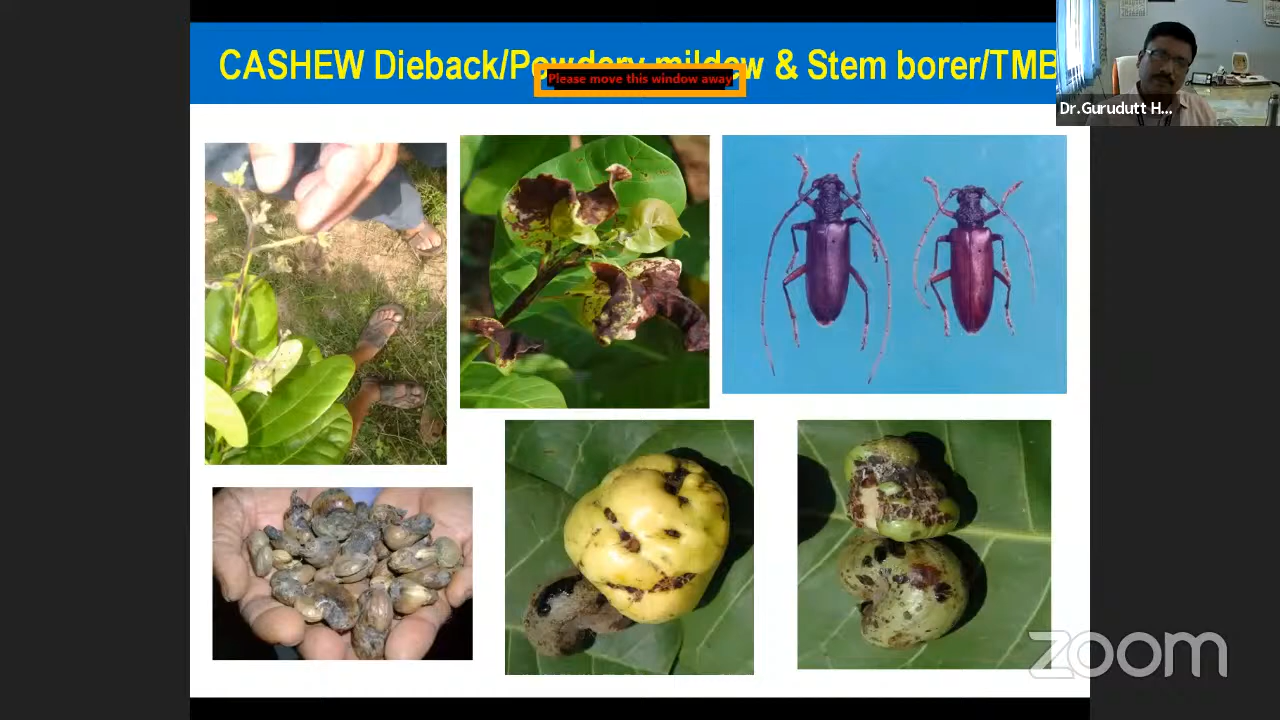 CASHEW Dieback/Powdery mildew & Stem borer/TMB
Please move this window away
Dr.Gurudutt H...
zoom